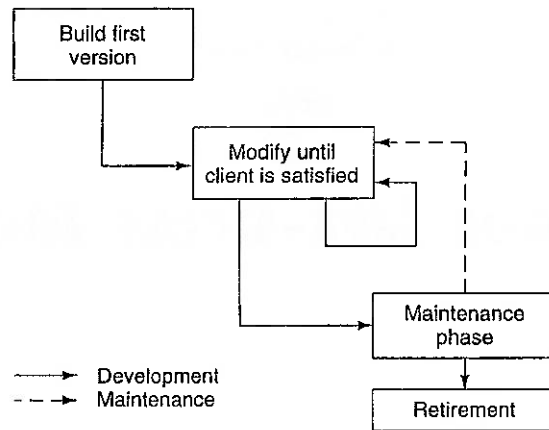 Build first
version
Modify until
client is satisfied
Maintenance
phase
Development
Maintenance
Retirement